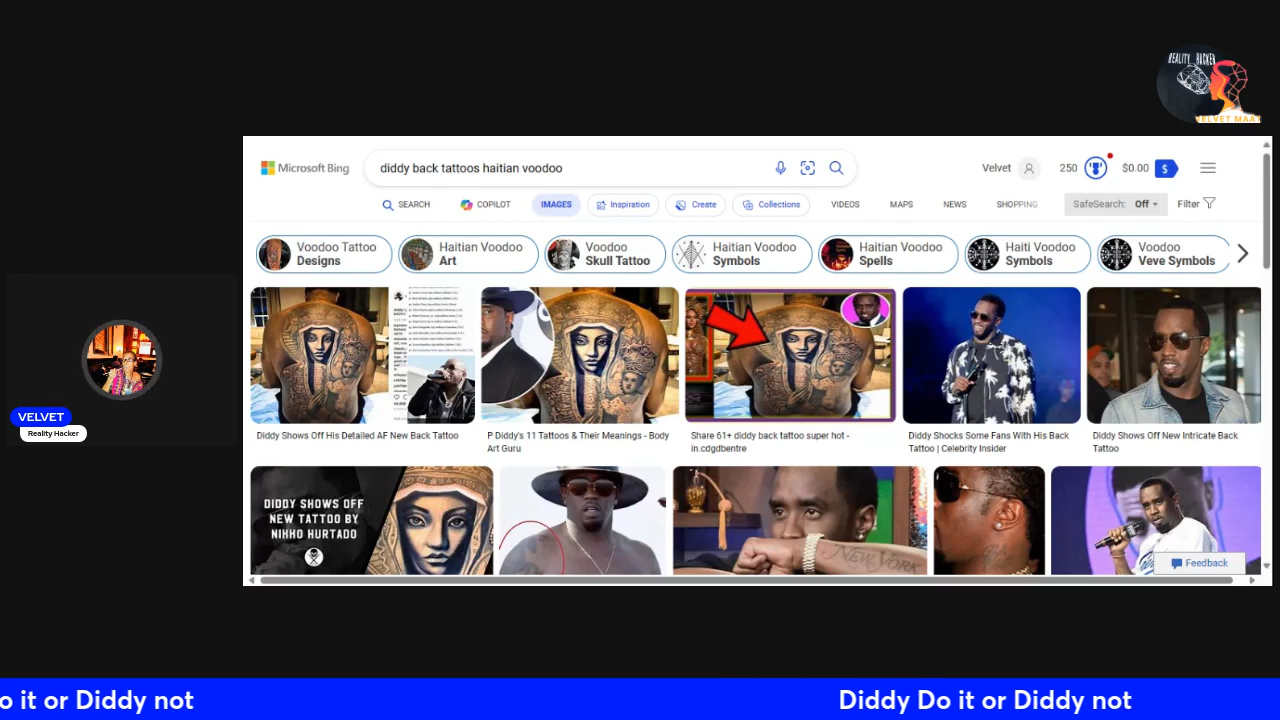 REALITY HACKER
VELVET MAAT
Microsoft Bing
diddy back tattoos haitian voodoo
Velvet
250
$0.00
$
SEARCH
COPILOT
IMAGES
Inspiration
Create
Collections
VIDEOS
MAPS
NEWS
SHOPPING
SafeSearch: Off
Filter
Voodoo Tattoo
Designs
Haitian Voodoo
Art
Voodoo
Skull Tattoo
Haitian Voodoo
Symbols
Haitian Voodoo
Spells
Haiti Voodoo
Symbols
Voodoo
Veve Symbols
Diddy Shows Off His Detailed AF New Back Tattoo
P Diddy's 11 Tattoos & Their Meanings - Body
Art Guru
Share 61+ diddy back tattoo super hot -
in.cdgdbentre
Diddy Shocks Some Fans With His Back
Tattoo | Celebrity Insider
Diddy Shows Off New Intricate Back
Tattoo
DIDDY SHOWS OFF
NEW TATTOO BY
NIKKO HURTADO
NEW YORK
Feedback
VELVET
Reality Hacker
o it or Diddy not
Diddy Do it or Diddy not